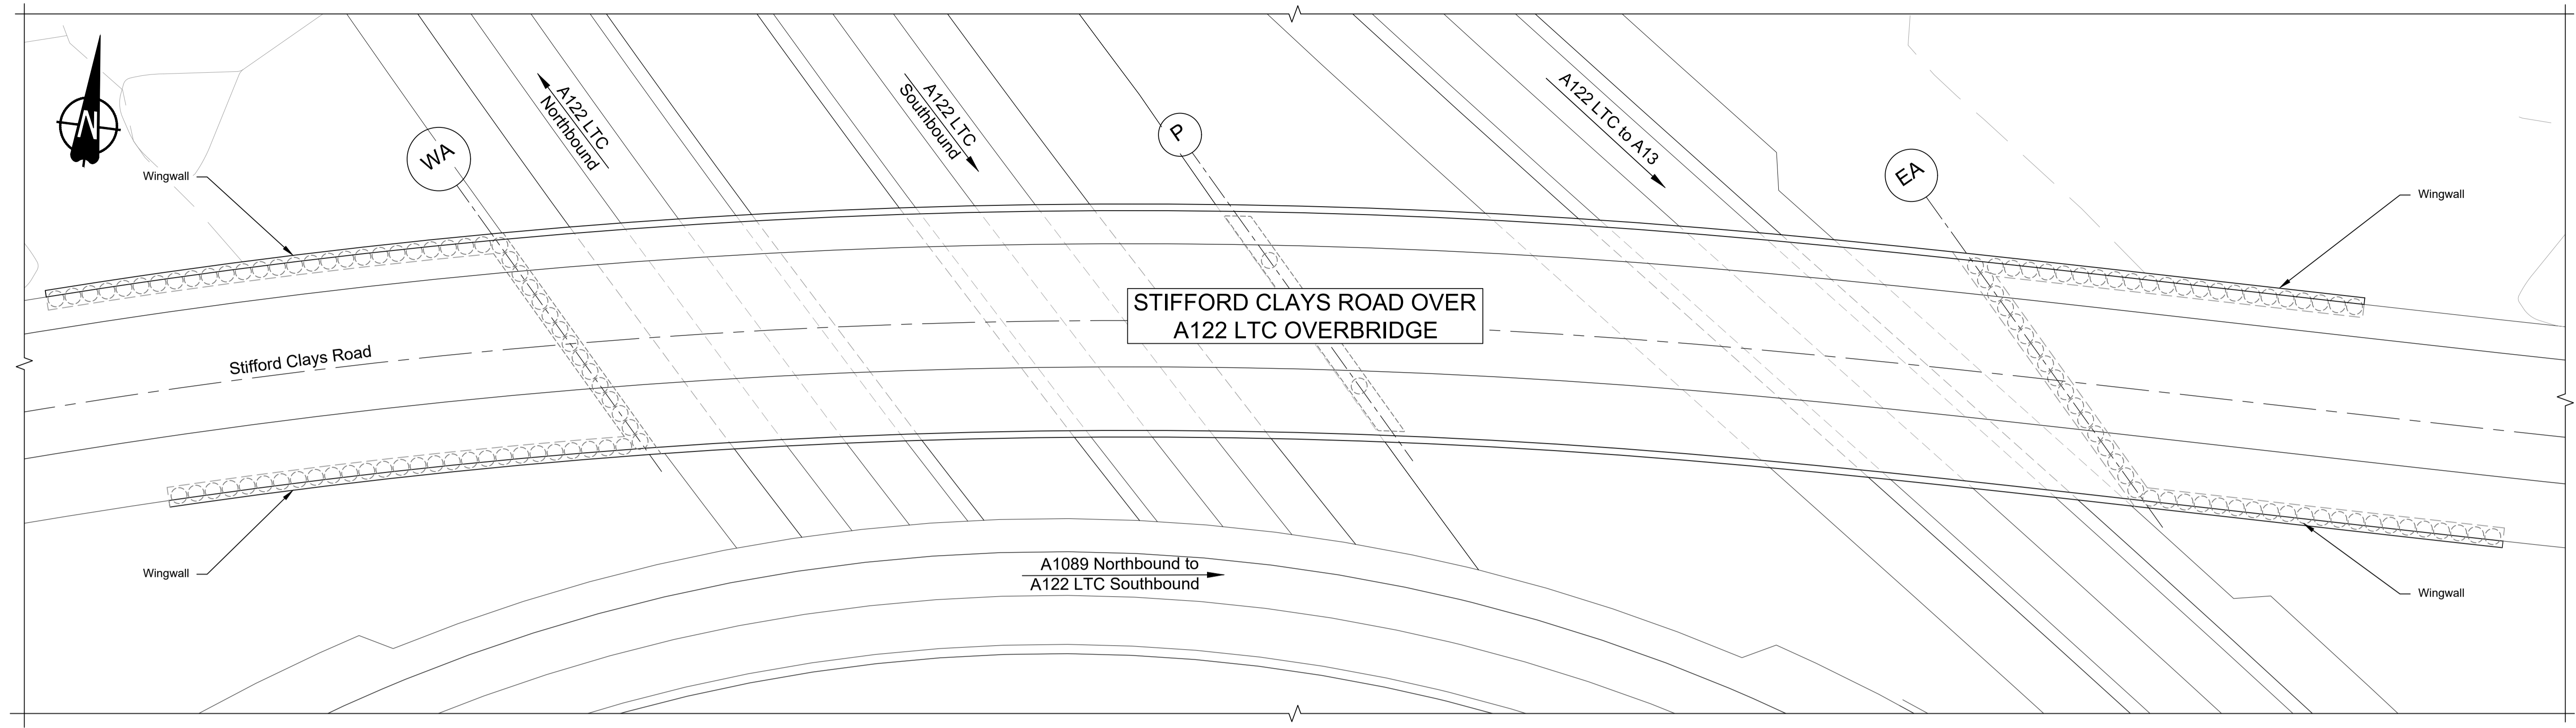 N
A122 LTC
Northbound
A122 LTC
Southbound
P
A122 LTC to A13
WA
EA
Wingwall
Wingwall
STIFFORD CLAYS ROAD OVER
A122 LTC OVERBRIDGE
Stifford Clays Road
A1089 Northbound to
A122 LTC Southbound
Wingwall
Wingwall